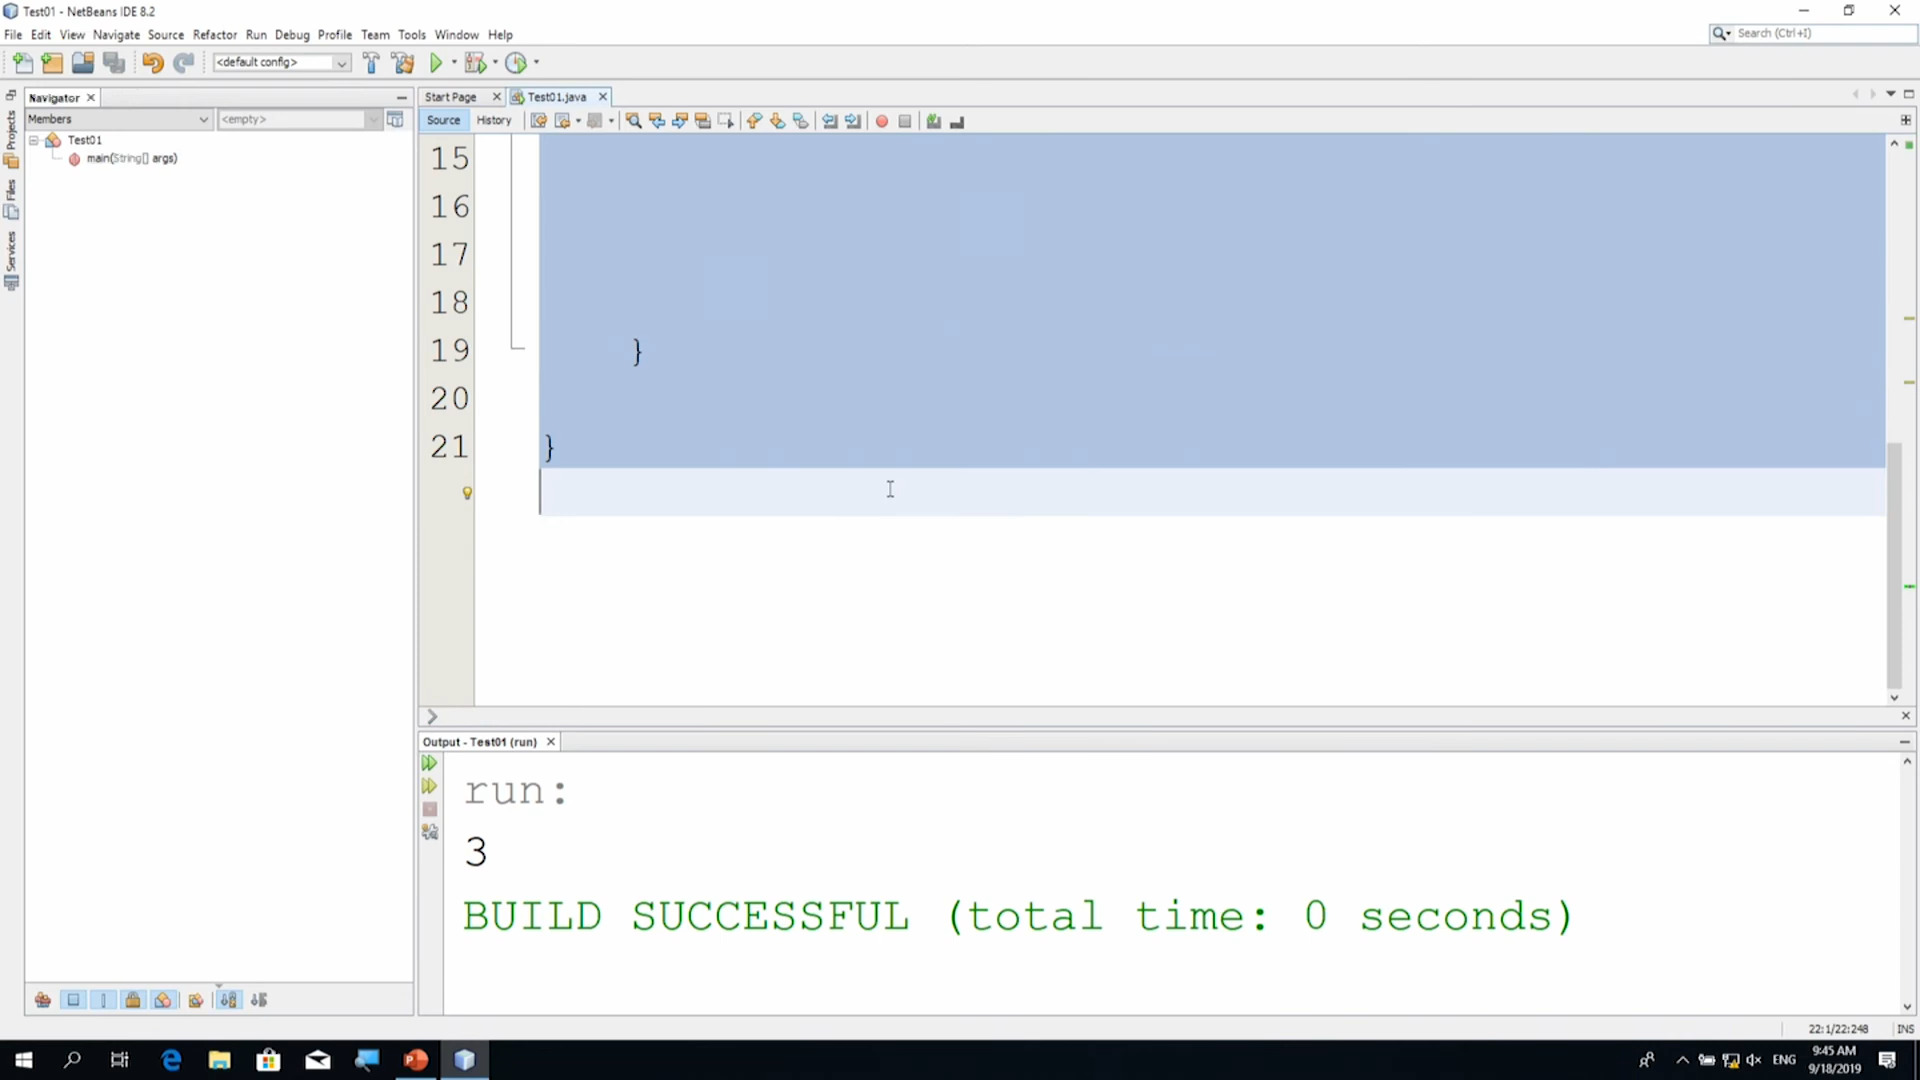 Test01 - NetBeans IDE 8.2
File Edit View Navigate Source Refactor Run Debug Profile Team Tools Window Help
Search (Ctrl+I)
<default config>
Navigator
Start Page
Test01.java
Members
<empty>
Source
History
Projects
Files
Services
Test01
main(String[] args)
15
16
17
18
19 }
20
21 }
Output - Test01 (run)
run:
3
BUILD SUCCESSFUL (total time: 0 seconds)
22:1/22:248
INS
ENG
9:45 AM
9/18/2019